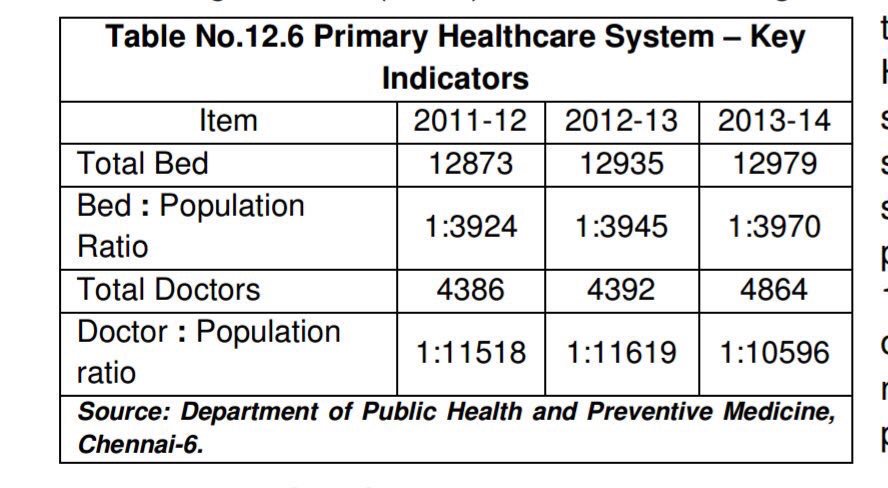 Table No.12.6 Primary Healthcare System – Key
Indicators
Item 2011-12 2012-13 2013-14
Total Bed 12873 12935 12979
Bed : Population
Ratio 1:3924 1:3945 1:3970
Total Doctors 4386 4392 4864
Doctor : Population
ratio 1:11518 1:11619 1:10596
Source: Department of Public Health and Preventive Medicine,
Chennai-6.